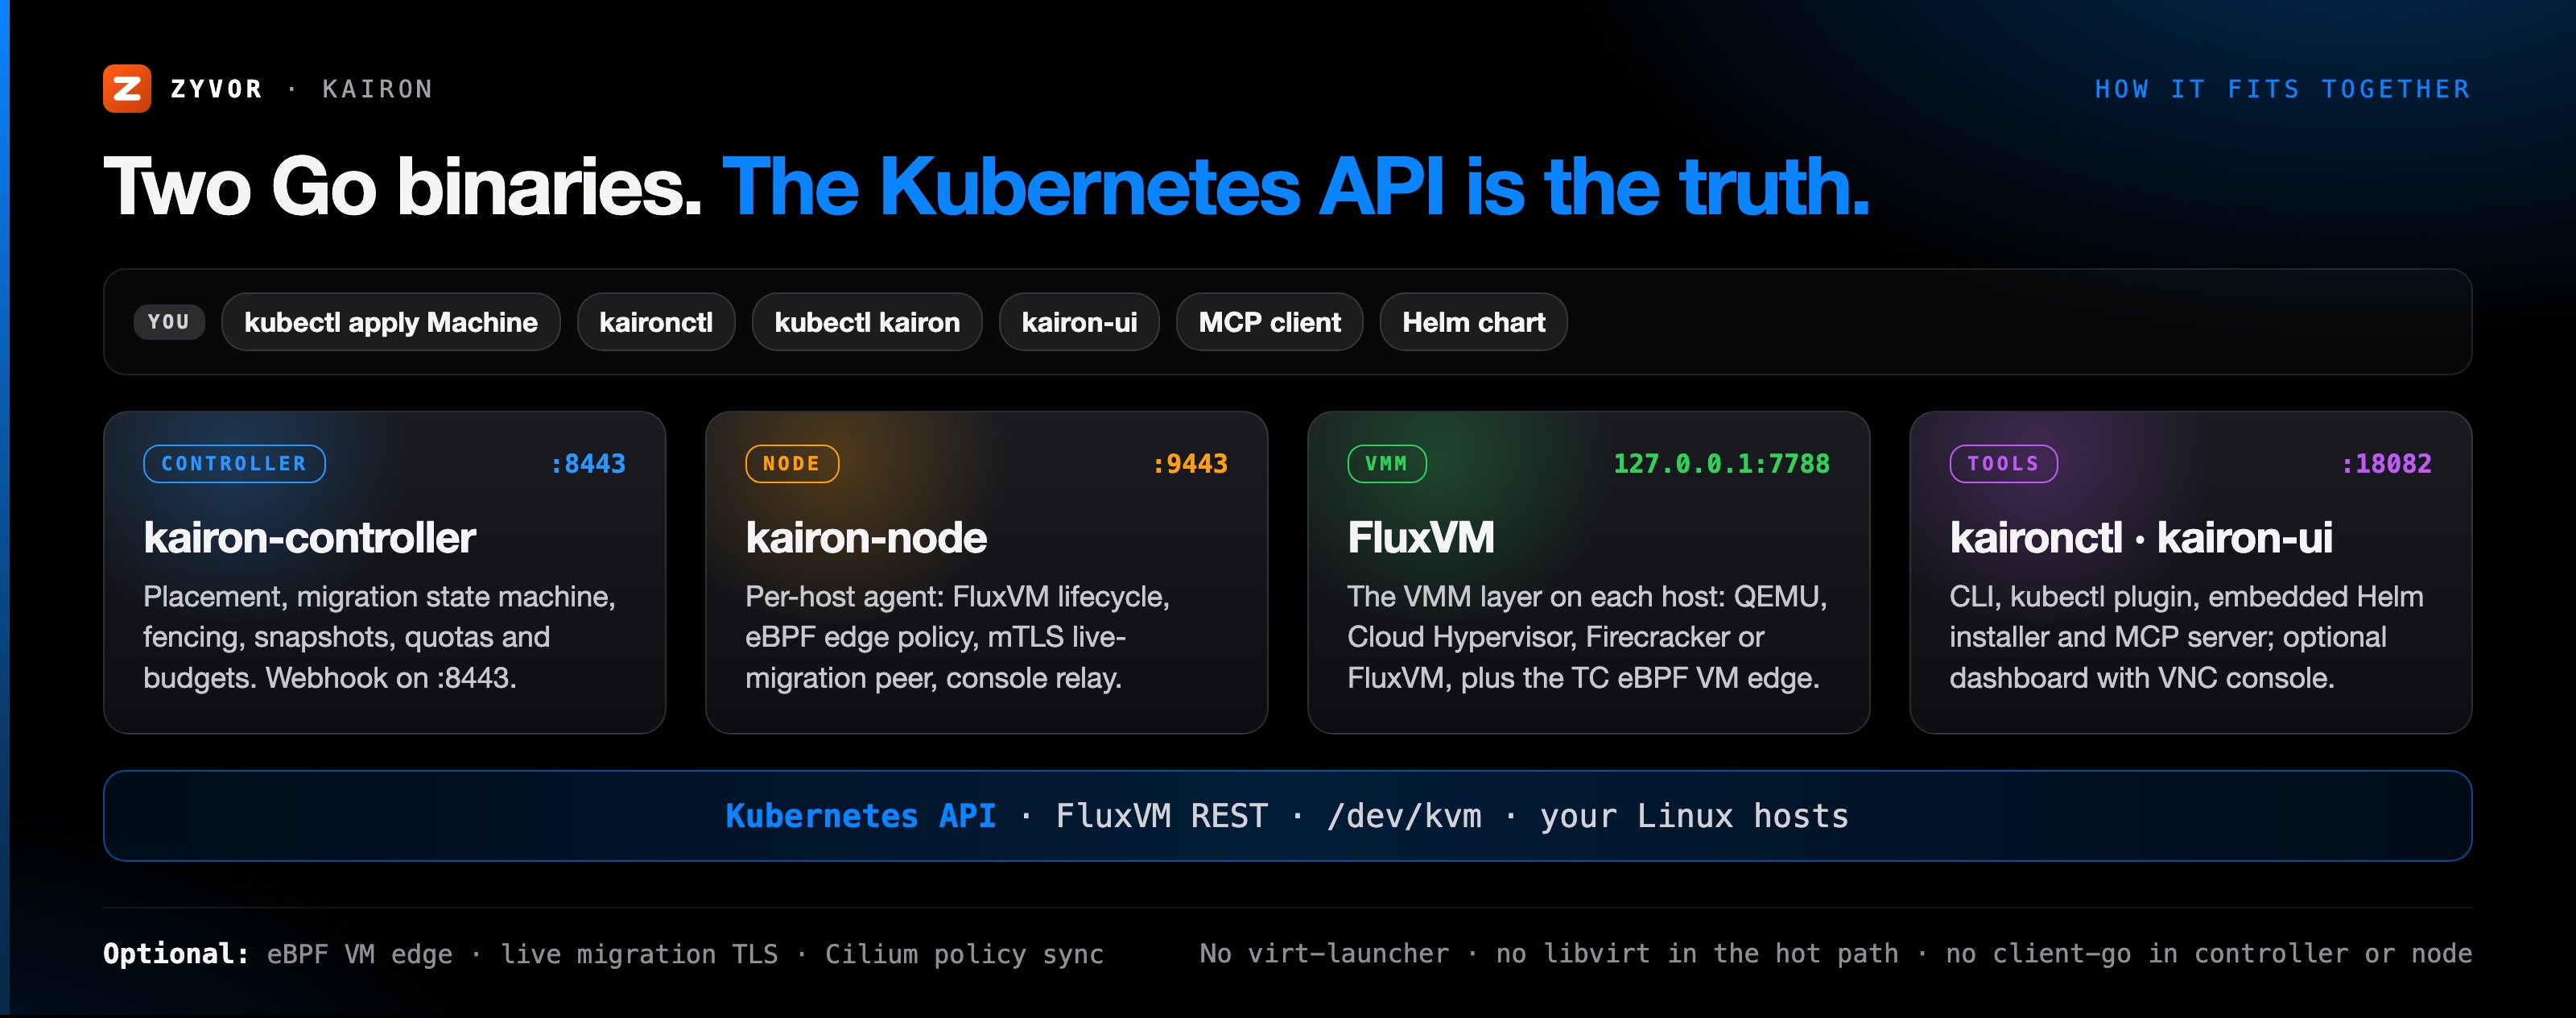 Z ZYVOR · KAIRON
HOW IT FITS TOGETHER
Two Go binaries. The Kubernetes API is the truth.
YOU kubectl apply Machine kaironctl kubectl kairon kairon-ui MCP client Helm chart
CONTROLLER :8443
kairon-controller
Placement, migration state machine,
fencing, snapshots, quotas and
budgets. Webhook on :8443.
NODE :9443
kairon-node
Per-host agent: FluxVM lifecycle,
eBPF edge policy, mTLS live-
migration peer, console relay.
VMM 127.0.0.1:7788
FluxVM
The VMM layer on each host: QEMU,
Cloud Hypervisor, Firecracker or
FluxVM, plus the TC eBPF VM edge.
TOOLS :18082
kaironctl · kairon-ui
CLI, kubectl plugin, embedded Helm
installer and MCP server; optional
dashboard with VNC console.
Kubernetes API · FluxVM REST · /dev/kvm · your Linux hosts
Optional: eBPF VM edge · live migration TLS · Cilium policy sync
No virt-launcher · no libvirt in the hot path · no client-go in controller or node